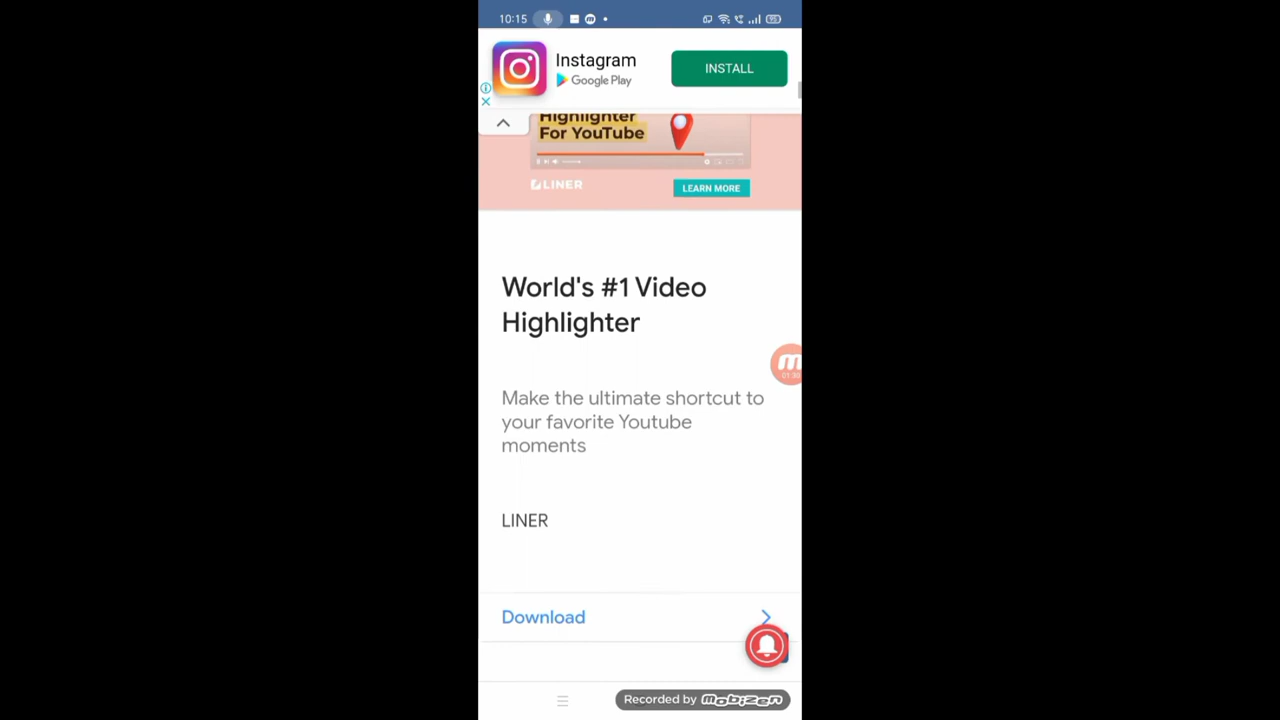 10:15
Instagram
Google Play
INSTALL
Highlighter
For YouTube
LINER
LEARN MORE
World's #1 Video
Highlighter
Make the ultimate shortcut to
your favorite Youtube
moments
LINER
Download
Recorded by mobizen